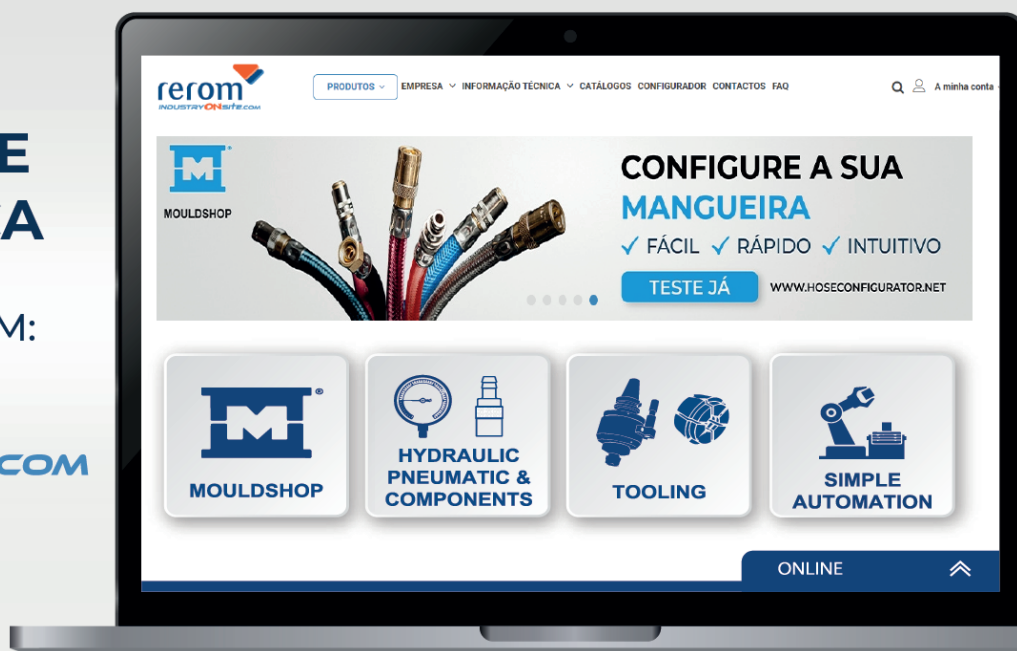 E
ÇA
M:
.COM
rerom
INDUSTRYONSITE.COM
PRODUTOS EMPRESA INFORMAÇÃO TÉCNICA CATÁLOGOS CONFIGURADOR CONTACTOS FAQ A minha conta
M
MOULDSHOP
CONFIGURE A SUA
MANGUEIRA
✓ FÁCIL ✓ RÁPIDO ✓ INTUITIVO
TESTE JÁ WWW.HOSECONFIGURATOR.NET
M
MOULDSHOP
HYDRAULIC
PNEUMATIC &
COMPONENTS
TOOLING
SIMPLE
AUTOMATION
ONLINE